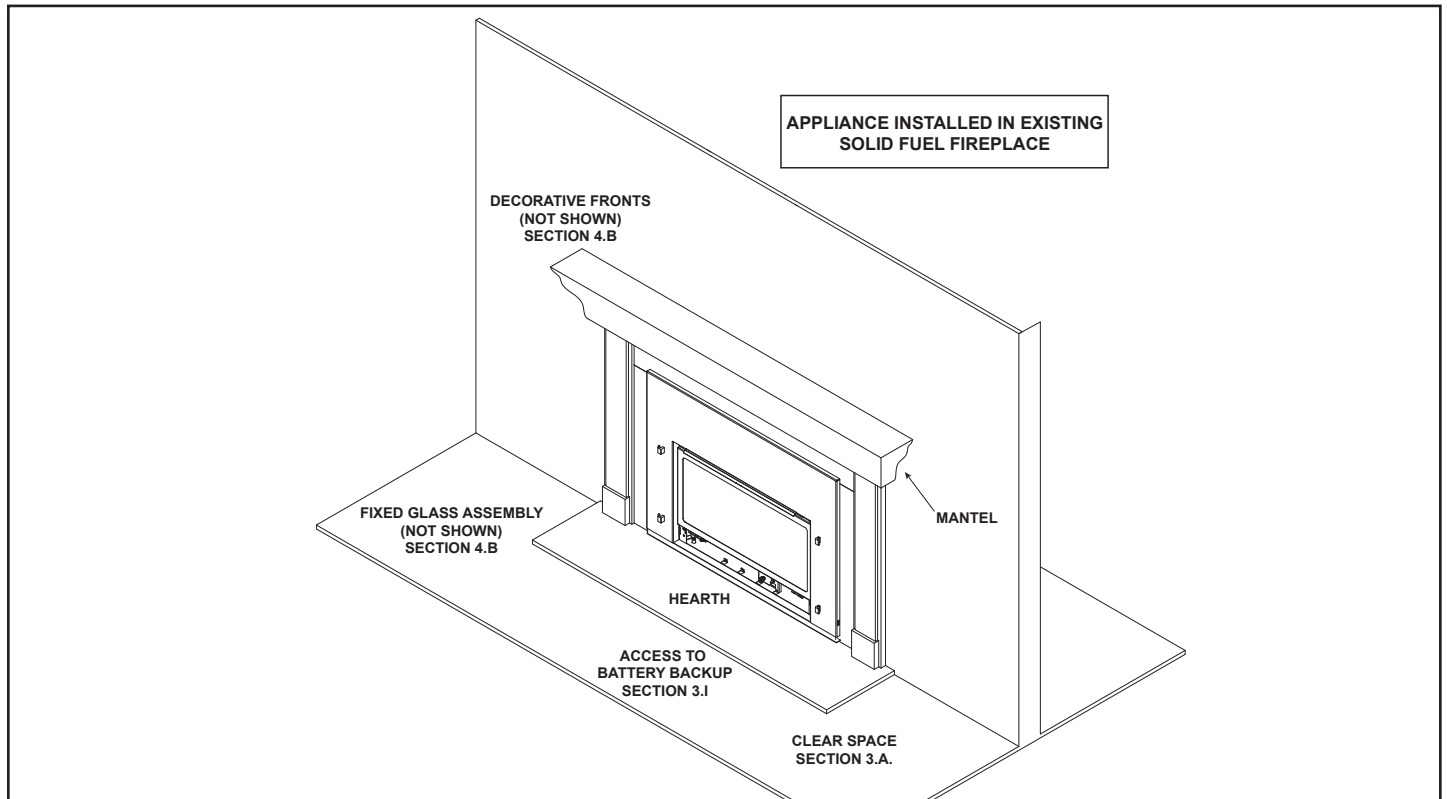 APPLIANCE INSTALLED IN EXISTING
SOLID FUEL FIREPLACE
DECORATIVE FRONTS
(NOT SHOWN)
SECTION 4.B
FIXED GLASS ASSEMBLY
(NOT SHOWN)
SECTION 4.B
MANTEL
HEARTH
ACCESS TO
BATTERY BACKUP
SECTION 3.I
CLEAR SPACE
SECTION 3.A.